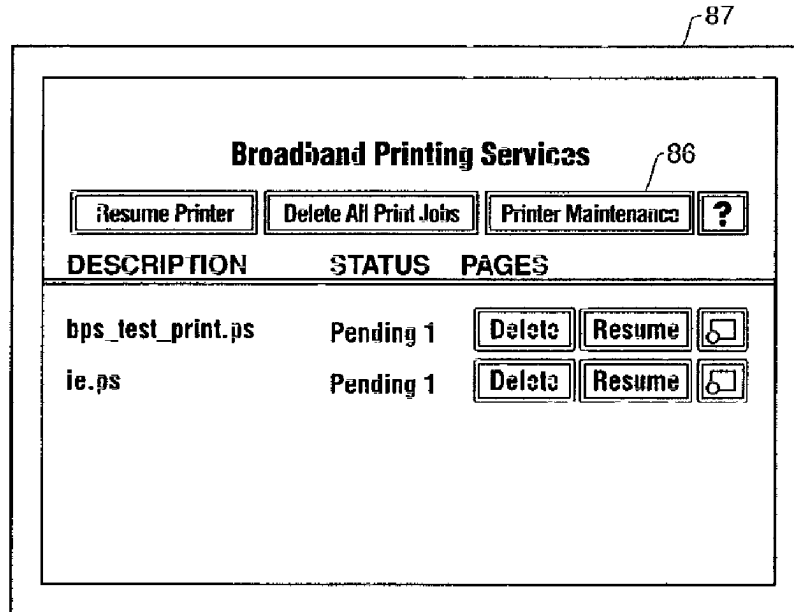 87
Broadband Printing Services
86
Resume Printer Delete All Print Jobs Printer Maintenance ?
DESCRIPTION STATUS PAGES
bps_test_print.ps Pending 1 Delete Resume
ie.ps Pending 1 Delete Resume